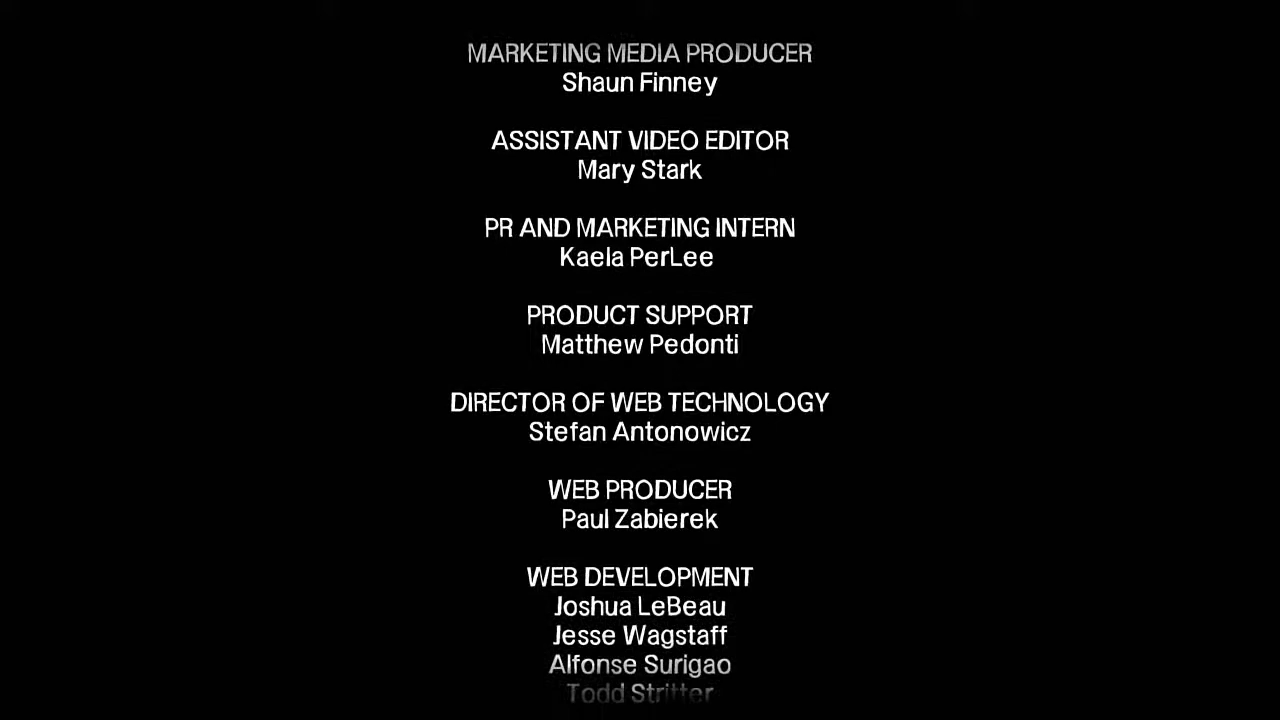 MARKETING MEDIA PRODUCER
Shaun Finney
ASSISTANT VIDEO EDITOR
Mary Stark
PR AND MARKETING INTERN
Kaela PerLee
PRODUCT SUPPORT
Matthew Pedonti
DIRECTOR OF WEB TECHNOLOGY
Stefan Antonowicz
WEB PRODUCER
Paul Zabierek
WEB DEVELOPMENT
Joshua LeBeau
Jesse Wagstaff
Alfonse Surigao
Todd Stritter